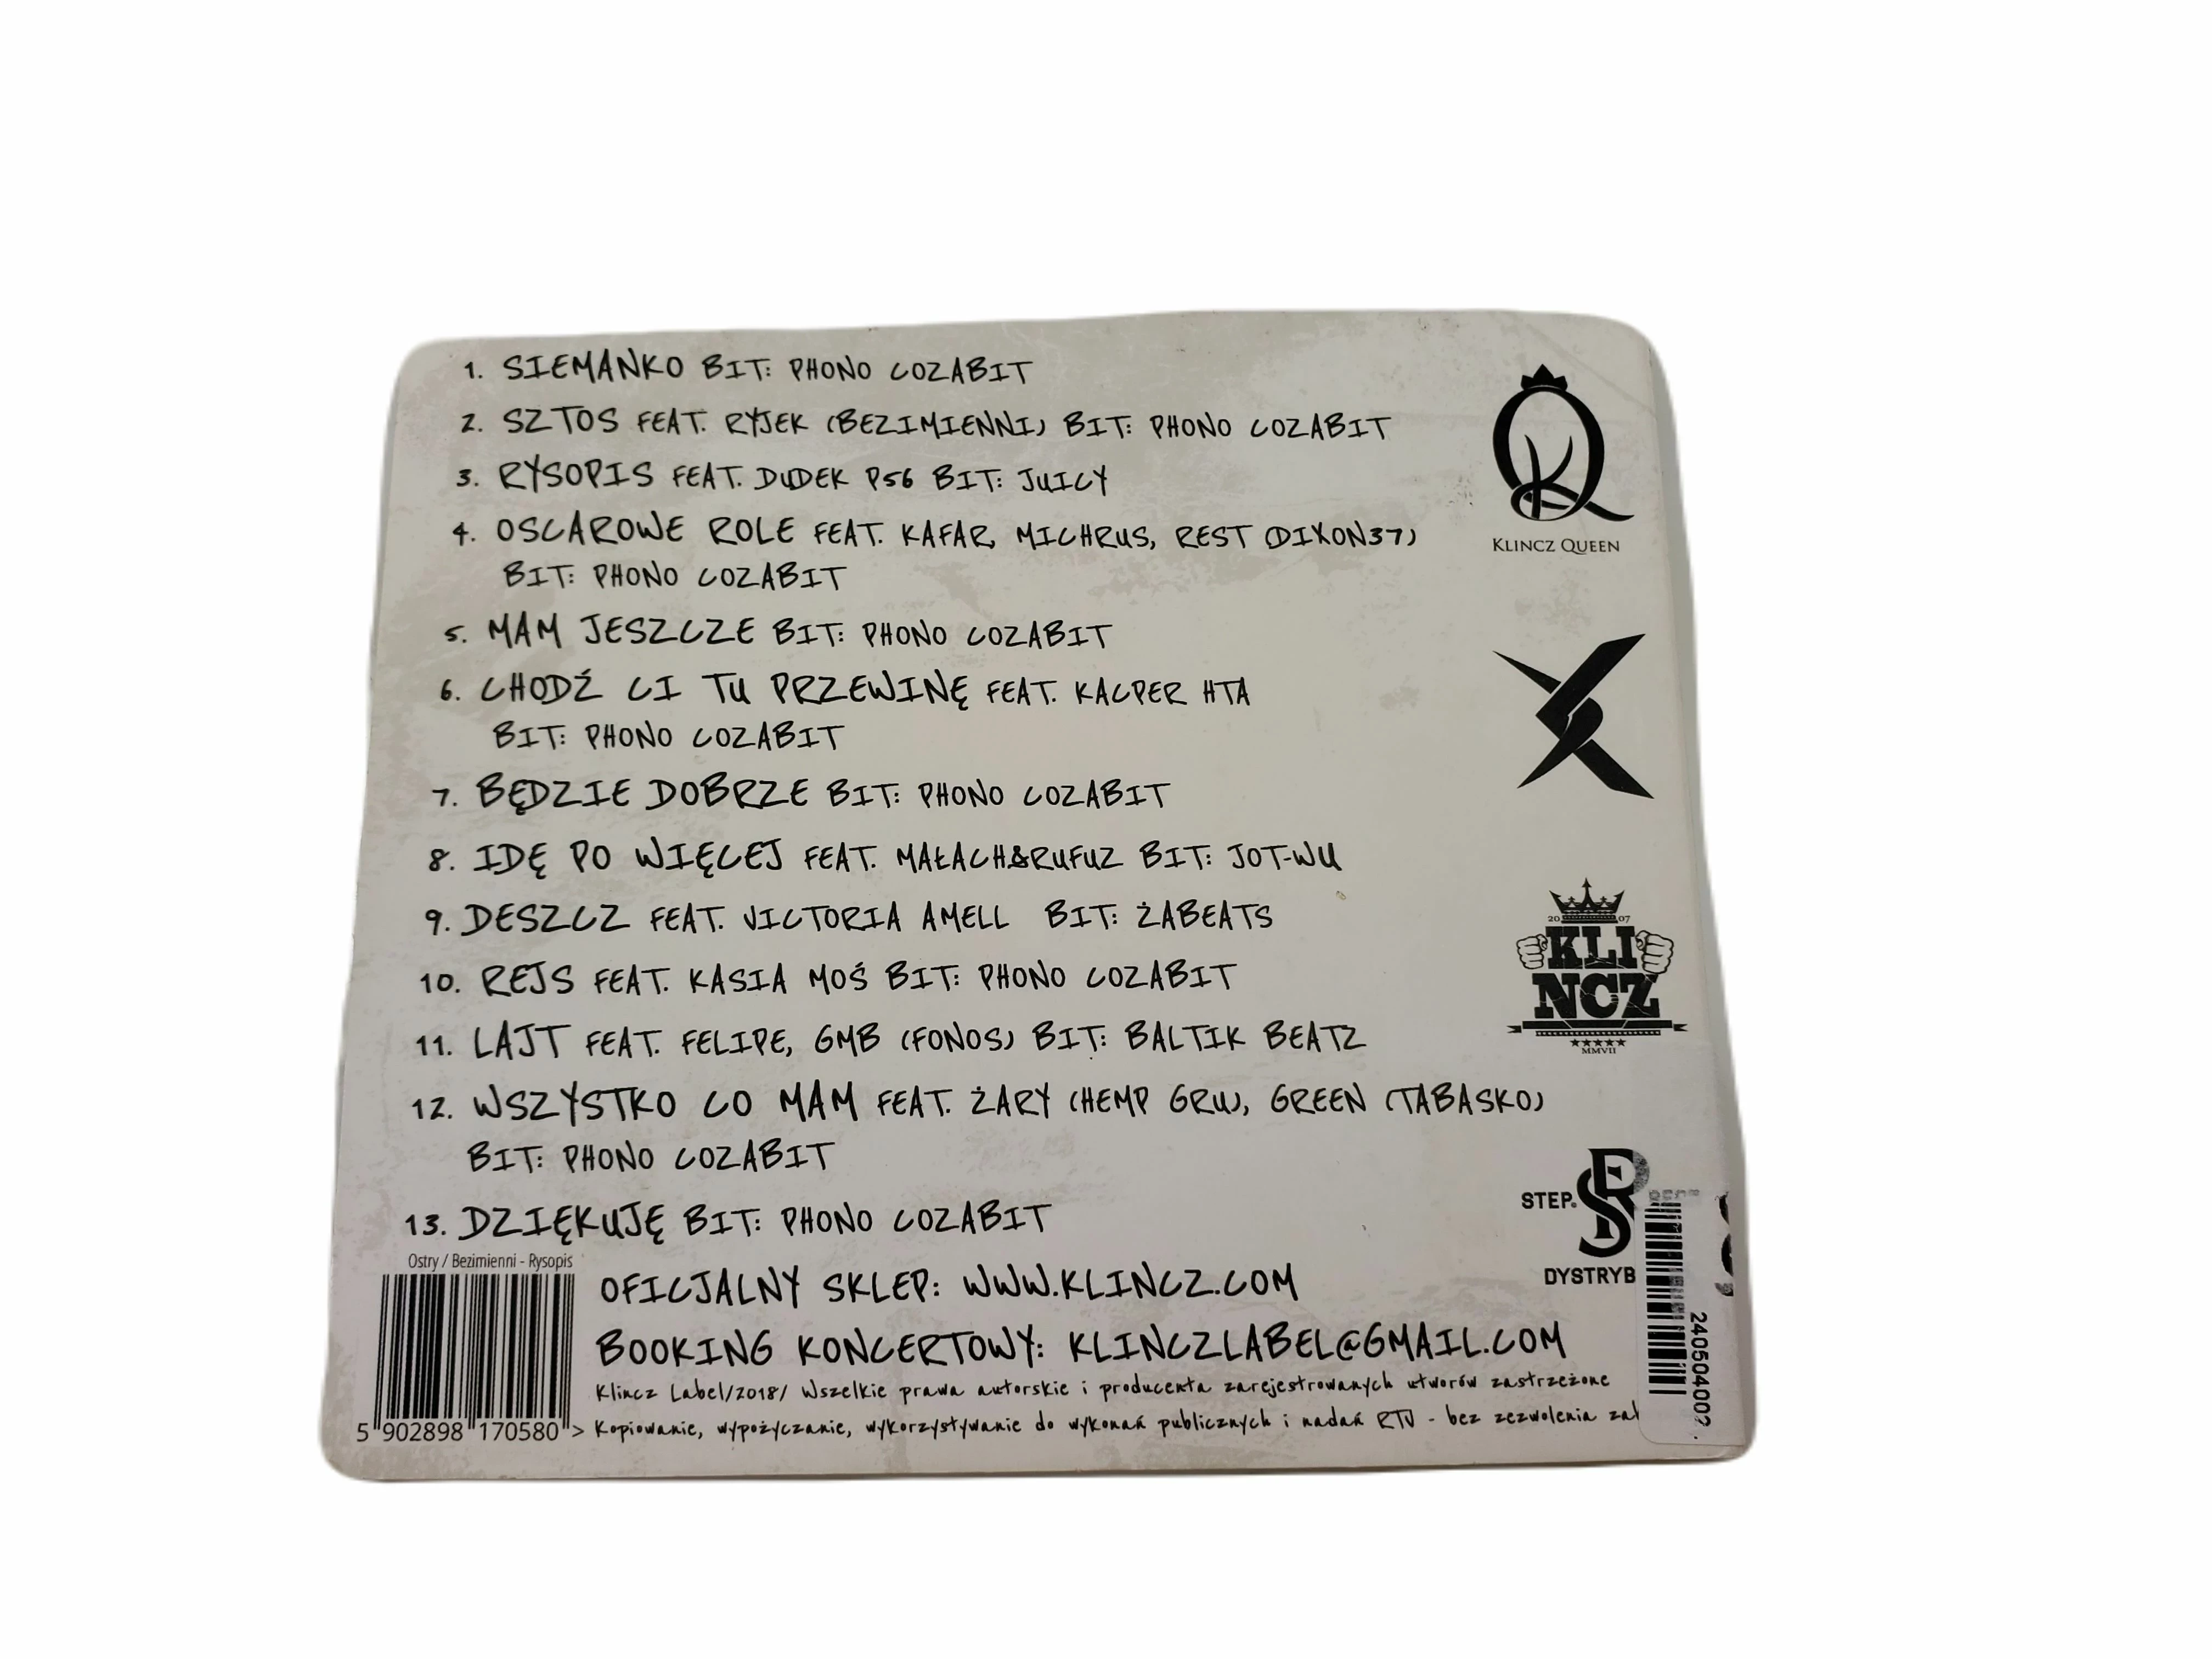 1. SIEMANKO BIT: PHONO COZABIT
2. SZTOS FEAT. RYJEK (BEZIMIENNI) BIT: PHONO COZABIT
3. RYSOPIS FEAT. DUDEK P56 BIT: JUICY
4. OSCAROWE ROLE FEAT. KAFAR, MICHRUS, REST (DIXON37)
BIT: PHONO COZABIT
5. MAM JESZCZE BIT: PHONO COZABIT
6. CHODŹ CI TU PRZEWINĘ FEAT. KACPER HTA
BIT: PHONO COZABIT
7. BĘDZIE DOBRZE BIT: PHONO COZABIT
8. IDĘ PO WIĘCEJ FEAT. MAŁACH&RUFUZ BIT: JOT-WU
9. DESZCZ FEAT. VICTORIA AMELL BIT: ŻABEATS
10. REJS FEAT. KASIA MOŚ BIT: PHONO COZABIT
11. LAJT FEAT. FELIPE, GMB (FONOS) BIT: BALTIK BEATZ
12. WSZYSTKO CO MAM FEAT. ŻARY (HEMP GRU), GREEN (TABASKO)
BIT: PHONO COZABIT
13. DZIĘKUJĘ BIT: PHONO COZABIT
Ostry / Bezimienni - Rysopis
OFICJALNY SKLEP: WWW.KLINCZ.COM
BOOKING KONCERTOWY: KLINCZLABEL@GMAIL.COM
Klincz Label/2018/ Wszelkie prawa autorskie i producenta zarejestrowanych utworów zastrzeżone
Kopiowanie, wypożyczanie, wykorzystywanie do wykonań publicznych i nadań RTV - bez zezwolenia
5 902898 170580 >
QK
KLINCZ QUEEN
20 07
KLI
NCZ
MMVII
STEP.
SR
DYSTRYB